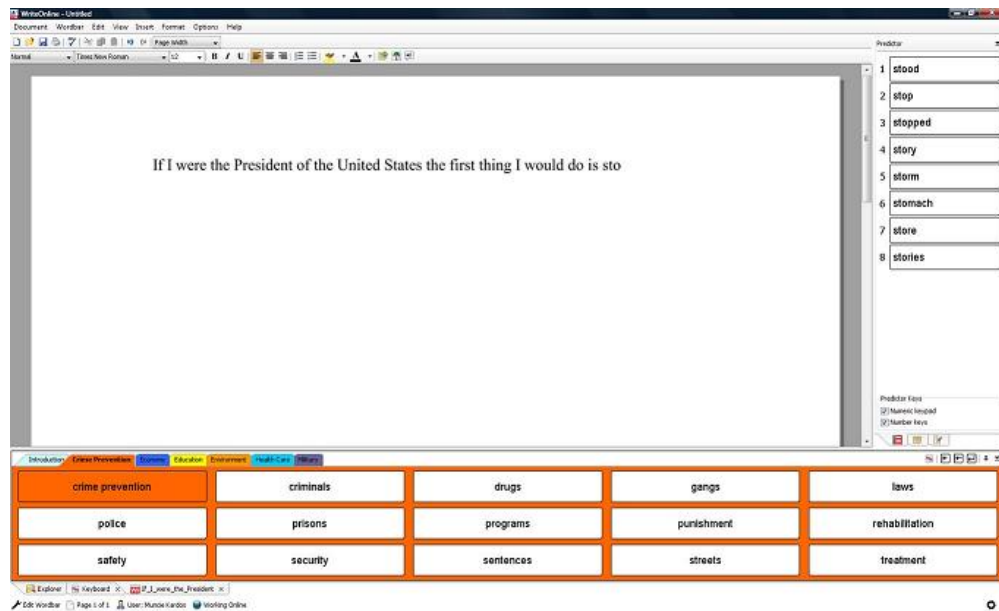 WriteOnline - Untitled
Document Wordbar Edit View Insert Format Options Help
Page Width
Normal Times New Roman 12 B I U A
Predictor
1 stood
2 stop
3 stopped
4 story
5 storm
6 stomach
7 store
8 stories
If I were the President of the United States the first thing I would do is sto
Predictor Keys
Numeric keypad
Number keys
Introduction Crime Prevention Economy Education Environment Health Care Military
crime prevention criminals drugs gangs laws
police prisons programs punishment rehabilitation
safety security sentences streets treatment
Explorer Keyboard If_I_were_the_President
Edit Wordbar Page 1 of 1 User: Muncie Kardos Working Online